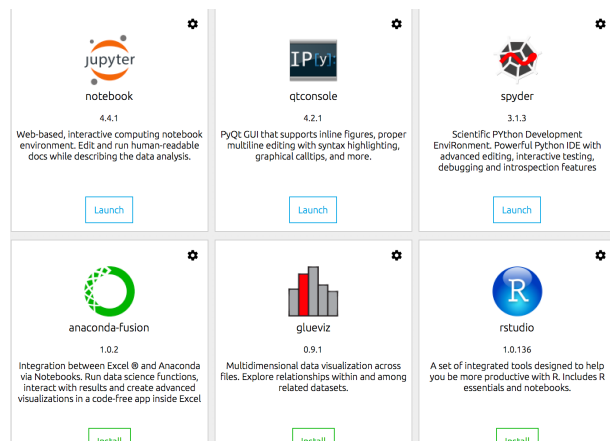 jupyter
notebook
4.4.1
Web-based, interactive computing notebook
environment. Edit and run human-readable
docs while describing the data analysis.
Launch
IP[y]:
qtconsole
4.2.1
PyQt GUI that supports inline figures, proper
multiline editing with syntax highlighting,
graphical calltips, and more.
Launch
spyder
3.1.3
Scientific PYthon Development
EnviRonment. Powerful Python IDE with
advanced editing, interactive testing,
debugging and introspection features
Launch
anaconda-fusion
1.0.2
Integration between Excel ® and Anaconda
via Notebooks. Run data science functions,
interact with results and create advanced
visualizations in a code-free app inside Excel
Install
glueviz
0.9.1
Multidimensional data visualization across
files. Explore relationships within and among
related datasets.
Install
R
rstudio
1.0.136
A set of integrated tools designed to help
you be more productive with R. Includes R
essentials and notebooks.
Install